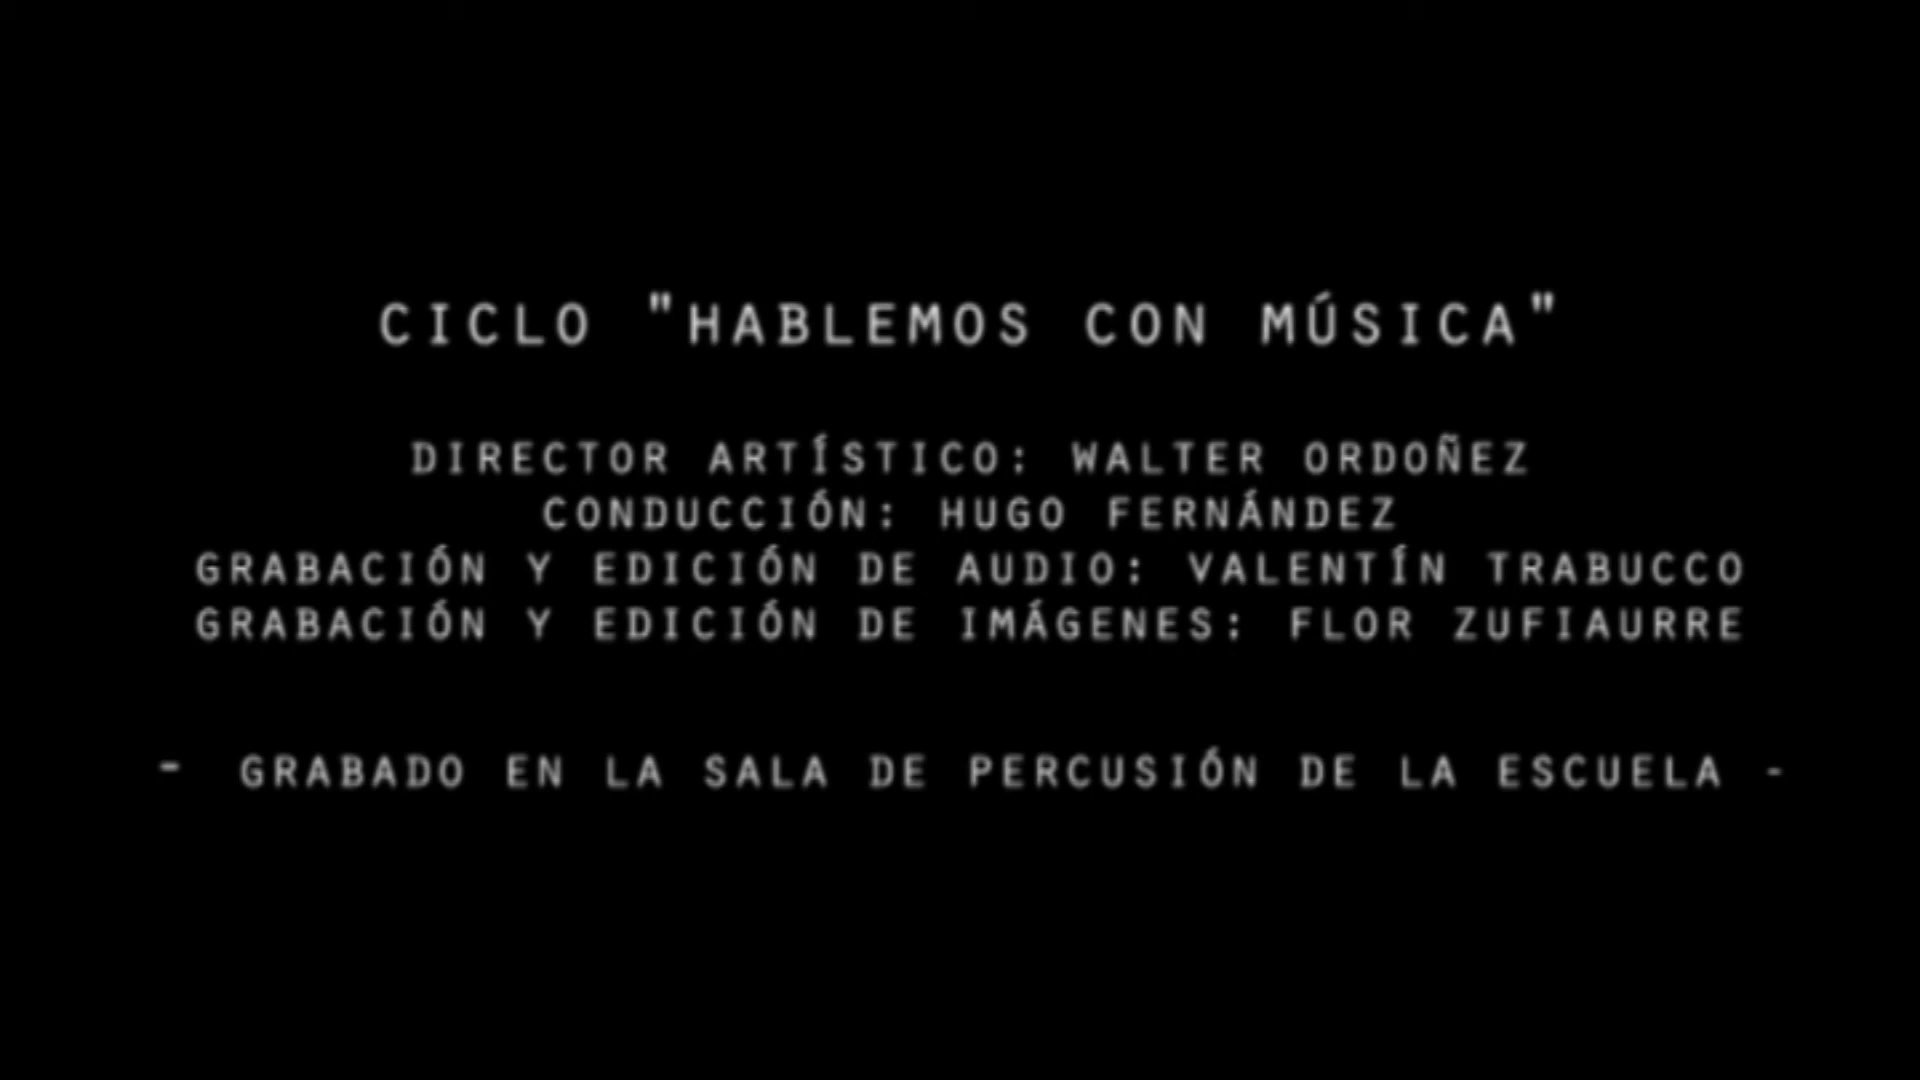 CICLO "HABLEMOS CON MÚSICA"
DIRECTOR ARTÍSTICO: WALTER ORDOÑEZ
CONDUCCIÓN: HUGO FERNÁNDEZ
GRABACIÓN Y EDICIÓN DE AUDIO: VALENTÍN TRABUCCO
GRABACIÓN Y EDICIÓN DE IMÁGENES: FLOR ZUFIAURRE
- GRABADO EN LA SALA DE PERCUSIÓN DE LA ESCUELA -